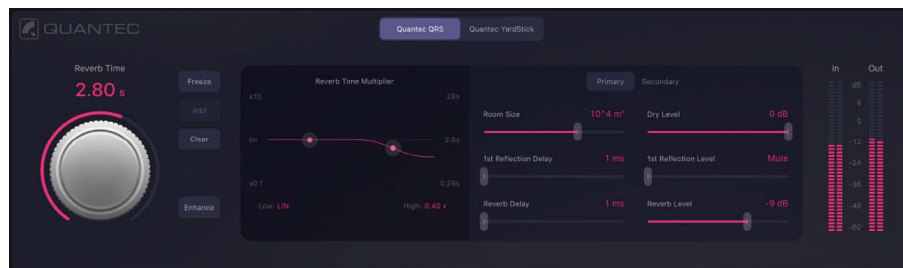 QUANTEC
Quantec QRS Quantec YardStick
Reverb Time
2.80 s
Freeze
Add
Clear
Enhance
Reverb Time Multiplier
x10 28s
lin 2.8s
x0.1 0.28s
Low: LIN High: 0.40 x
Primary Secondary
Room Size 10^4 m³
Dry Level 0 dB
1st Reflection Delay 1 ms
1st Reflection Level Mute
Reverb Delay 1 ms
Reverb Level -9 dB
In Out
dB
6
0
-12
-24
-36
-48
-60